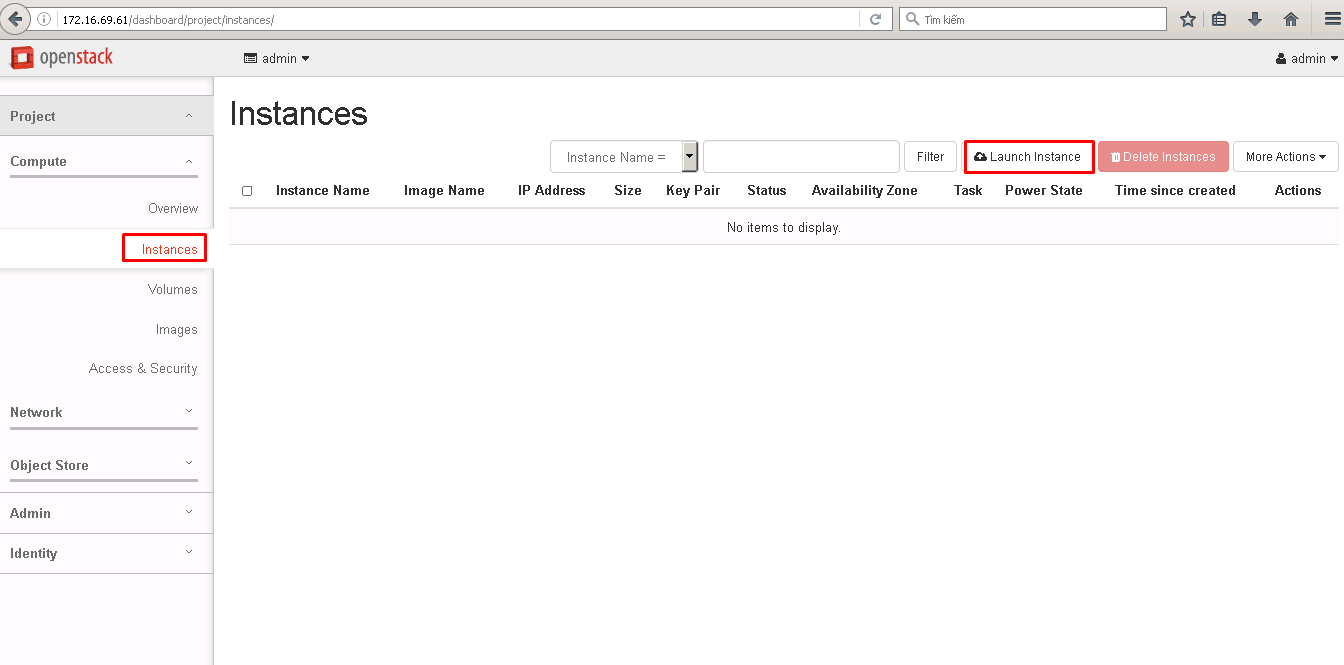 172.16.69.61/dashboard/project/instances/
Tìm kiếm
openstack
admin
admin
Project
Compute
Overview
Instances
Volumes
Images
Access & Security
Network
Object Store
Admin
Identity
Instances
Instance Name =
Filter
Launch Instance
Delete Instances
More Actions
Instance Name Image Name IP Address Size Key Pair Status Availability Zone Task Power State Time since created Actions
No items to display.